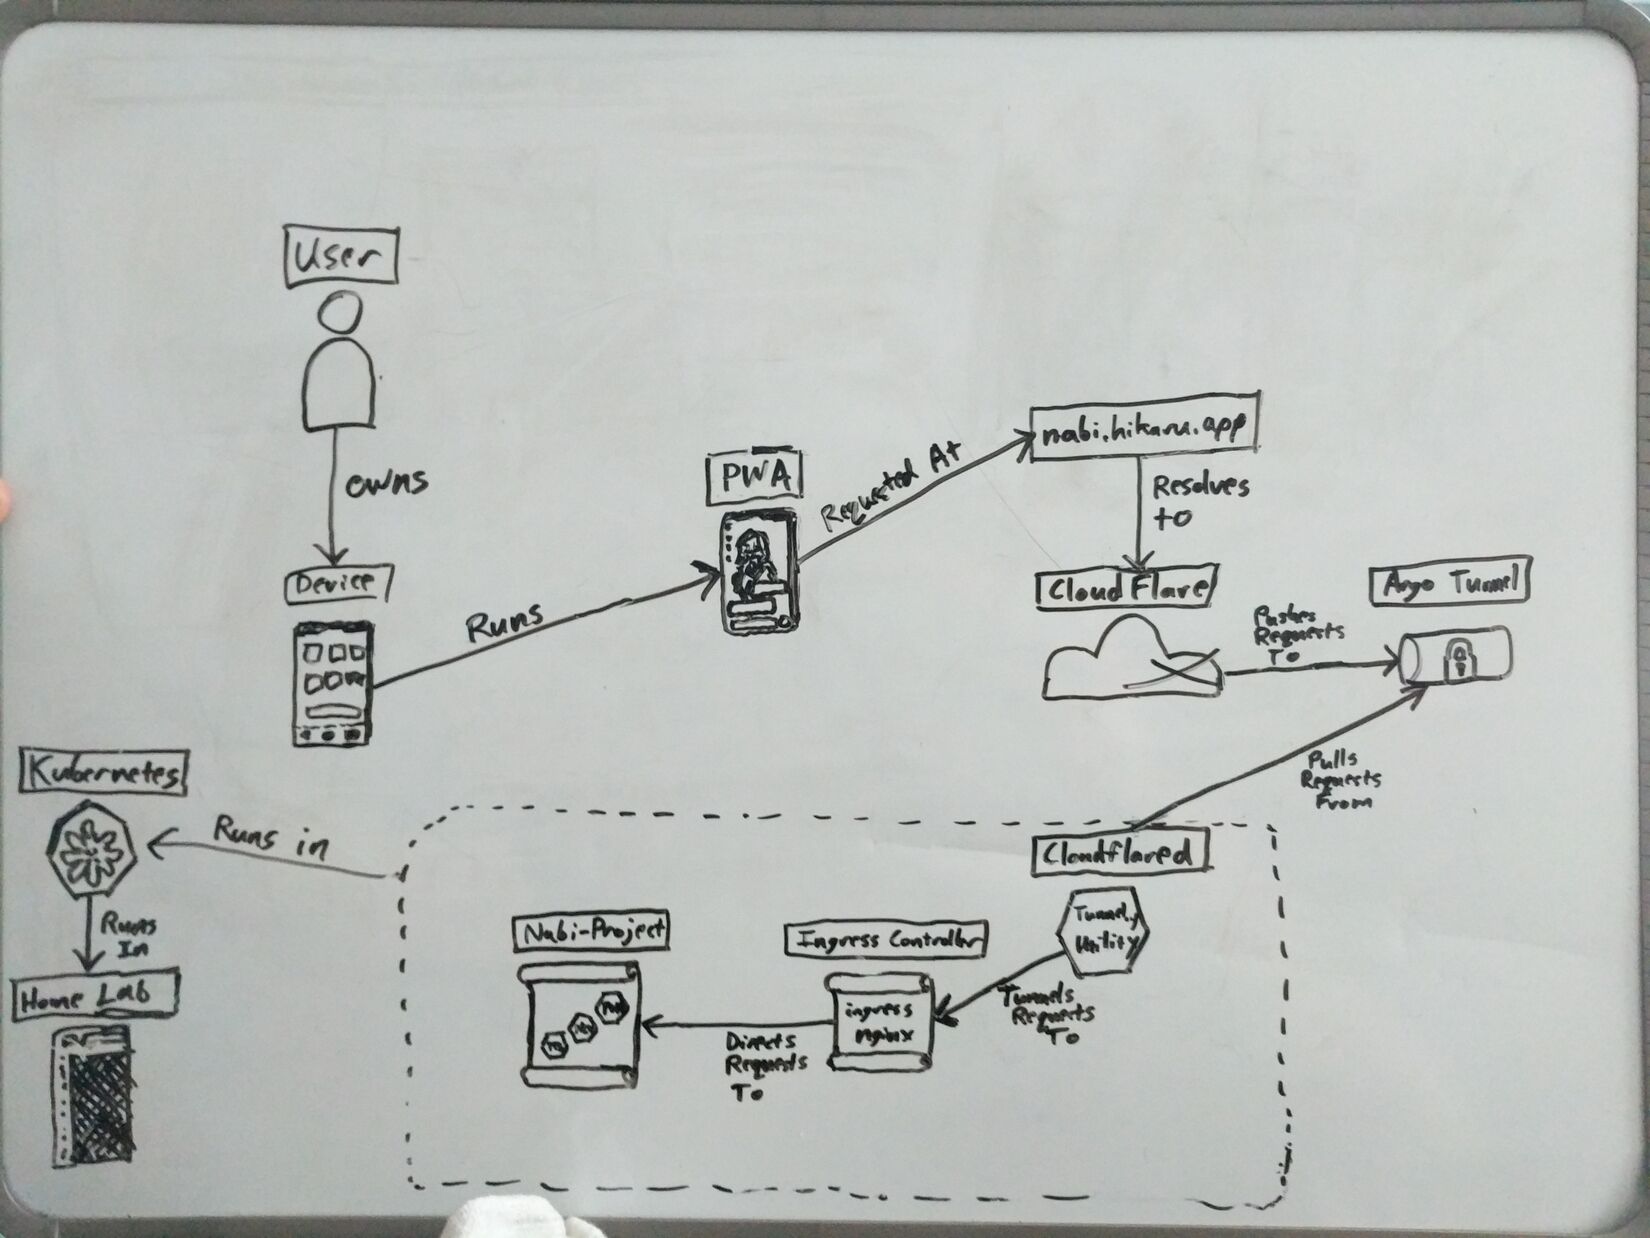 User
owns
Device
Runs
PWA
Requested At
nabi.hikaru.app
Resolves
to
CloudFlare
Pushes
Requests
To
Argo Tunnel
Pulls
Requests
From
Kubernetes
Runs in
Runs
In
Home Lab
Cloudflared
Tunnel
Utility
Tunnels
Requests
To
Ingress Controller
ingress
nginx
Directs
Requests
To
Nabi-Project